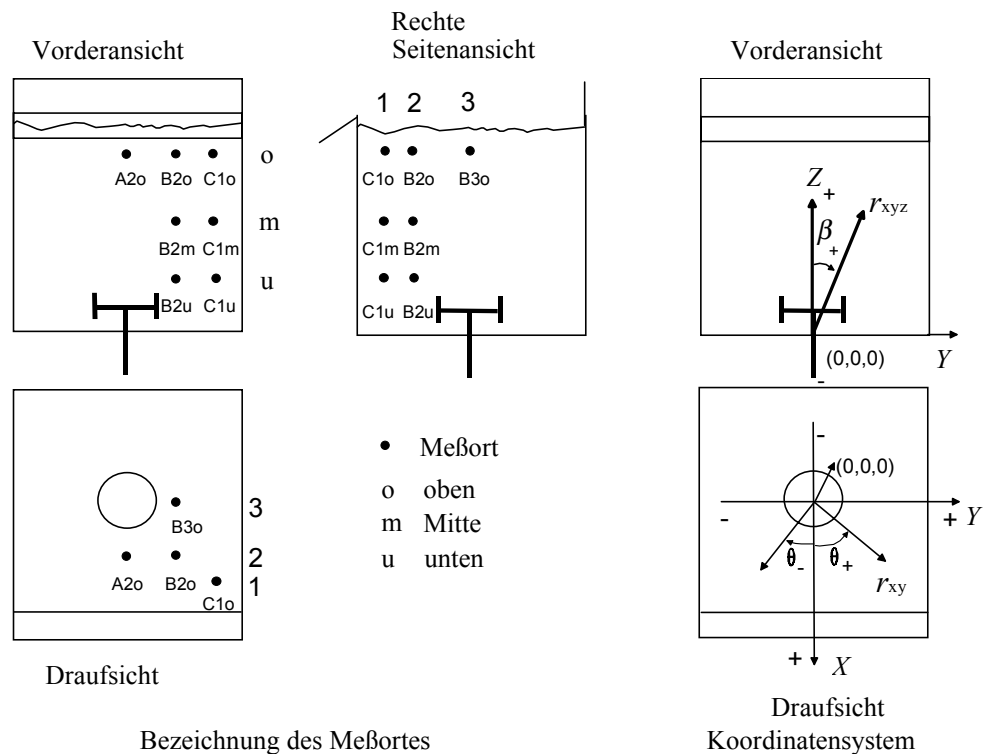 Vorderansicht
Rechte
Seitenansicht
Vorderansicht
1 2 3
A2o B2o C1o o
B2m C1m m
B2u C1u u
C1o B2o B3o
C1m B2m
C1u B2u
Z +
β +
rxyz
Y
(0,0,0)
-
B3o 3
A2o B2o 2
C1o 1
Draufsicht
Meßort
o oben
m Mitte
u unten
-
(0,0,0)
- + Y
θ- θ+
rxy
+ X
Draufsicht
Bezeichnung des Meßortes
Koordinatensystem